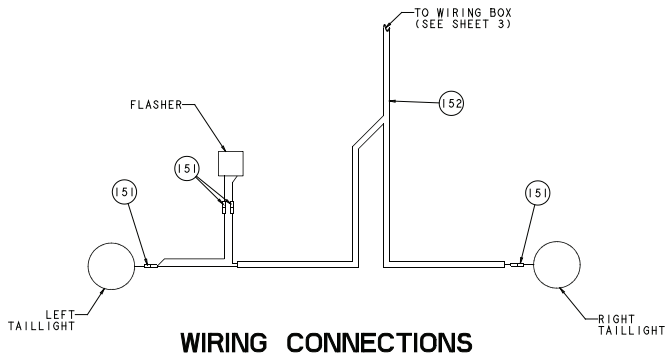 TO WIRING BOX
(SEE SHEET 3)
FLASHER
152
151
151
151
LEFT
TAILLIGHT
RIGHT
TAILLIGHT
WIRING CONNECTIONS